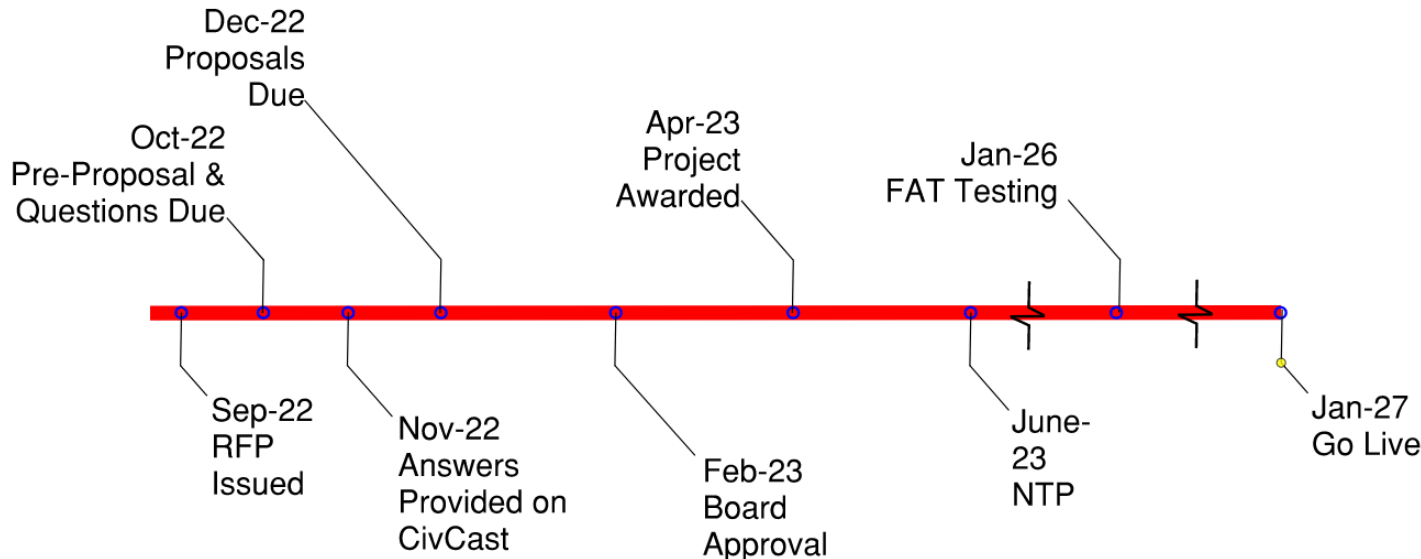 Dec-22
Proposals
Due
Oct-22
Pre-Proposal &
Questions Due
Apr-23
Project
Awarded
Jan-26
FAT Testing
Sep-22
RFP
Issued
Nov-22
Answers
Provided on
CivCast
Feb-23
Board
Approval
June-
23
NTP
Jan-27
Go Live